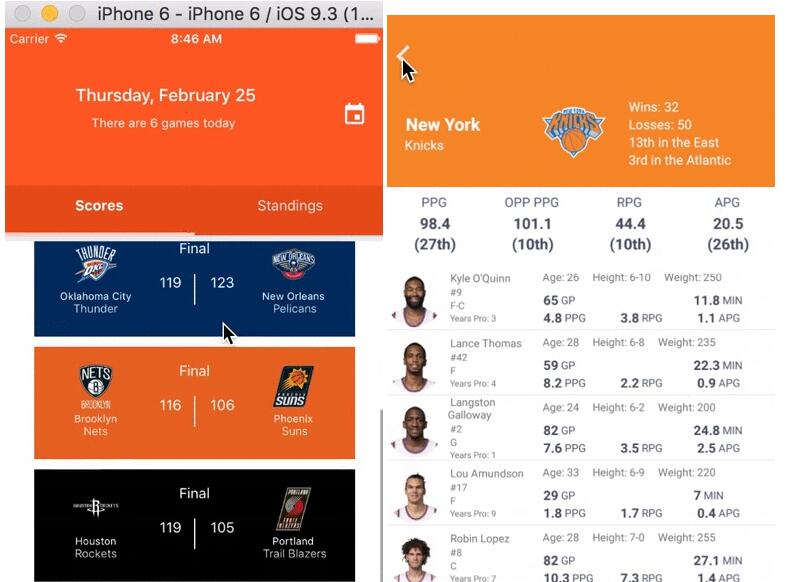 iPhone 6 - iPhone 6 / iOS 9.3 (1...
Carrier 8:46 AM
Thursday, February 25
There are 6 games today
Scores Standings
THUNDER
OKC
Final
NEW ORLEANS
119 123
Oklahoma City
Thunder
New Orleans
Pelicans
NETS
B
BROOKLYN
Final
SUNS
116 106
Brooklyn
Nets
Phoenix
Suns
Final
PORTLAND
119 105
Houston
Rockets
Portland
Trail Blazers
New York
Knicks
NEW YORK
KNICKS
Wins: 32
Losses: 50
13th in the East
3rd in the Atlantic
PPG OPP PPG RPG APG
98.4 101.1 44.4 20.5
(27th) (10th) (10th) (26th)
Kyle O'Quinn Age: 26 Height: 6-10 Weight: 250
#9
F-C 65 GP 11.8 MIN
Years Pro: 3 4.8 PPG 3.8 RPG 1.1 APG
Lance Thomas Age: 28 Height: 6-8 Weight: 235
#42
F 59 GP 22.3 MIN
Years Pro: 4 8.2 PPG 2.2 RPG 0.9 APG
Langston
Galloway Age: 24 Height: 6-2 Weight: 200
#2
G 82 GP 24.8 MIN
Years Pro: 1 7.6 PPG 3.5 RPG 2.5 APG
Lou Amundson Age: 33 Height: 6-9 Weight: 220
#17
F 29 GP 7 MIN
Years Pro: 9 1.8 PPG 1.7 RPG 0.4 APG
Robin Lopez Age: 28 Height: 7-0 Weight: 255
#8
C 82 GP 27.1 MIN
Years Pro: 7 10.3 PPG 7.3 RPG 1.4 APG